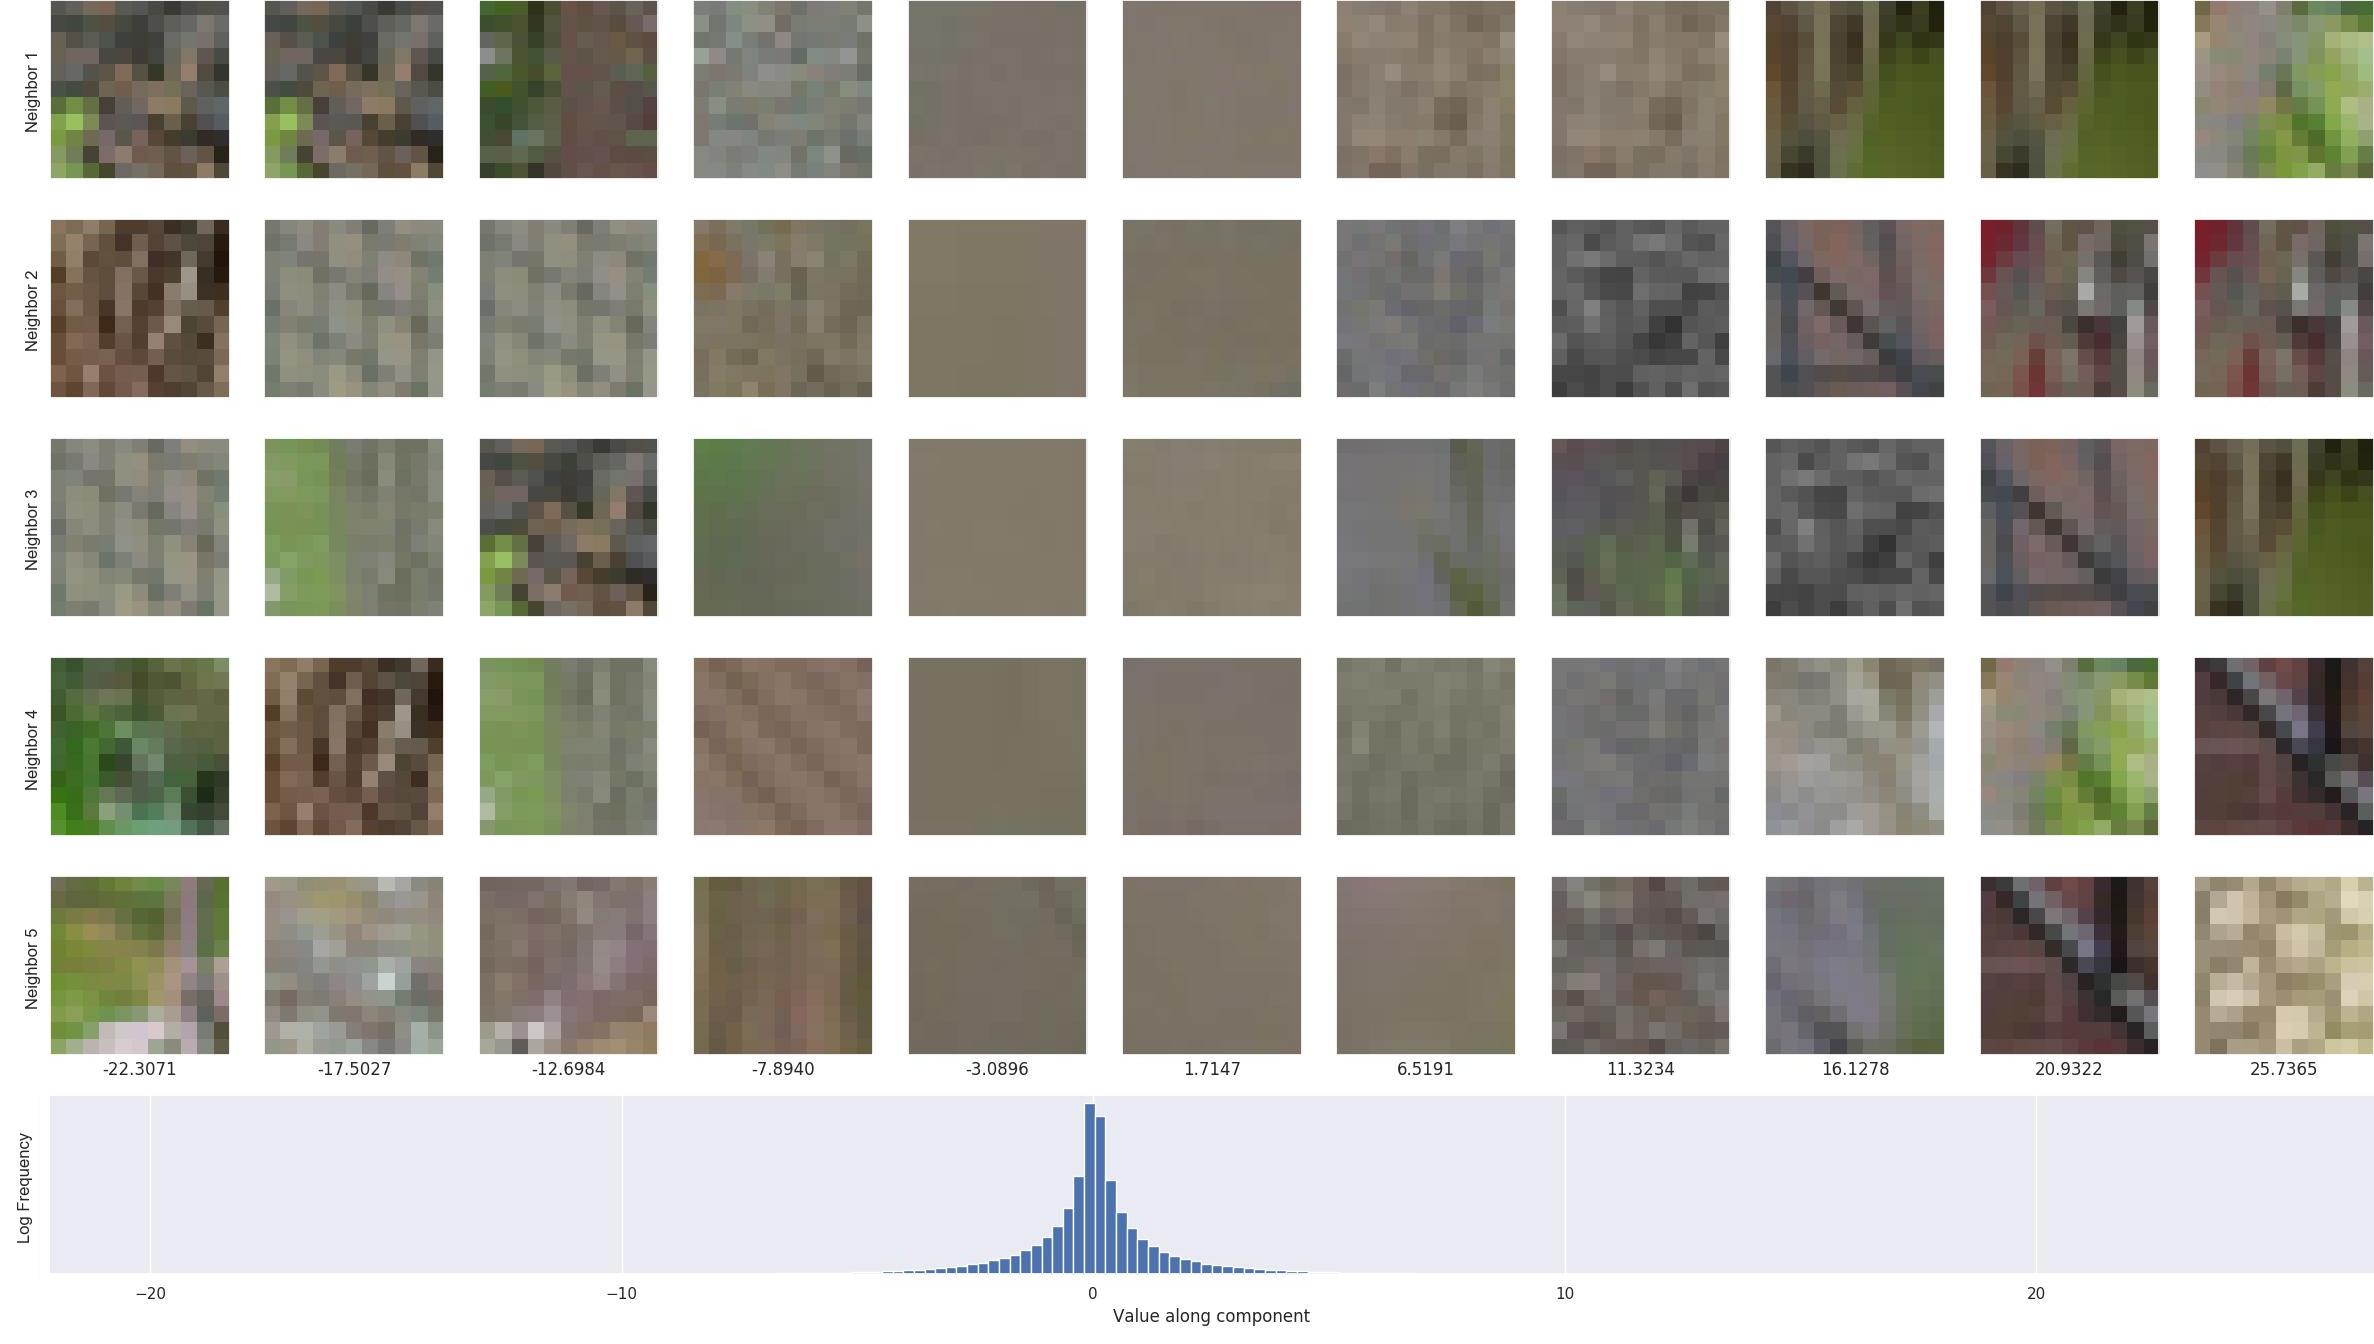 Neighbor 1
Neighbor 2
Neighbor 3
Neighbor 4
Neighbor 5
-22.3071 -17.5027 -12.6984 -7.8940 -3.0896 1.7147 6.5191 11.3234 16.1278 20.9322 25.7365
Log Frequency
−20 −10 0 10 20
Value along component